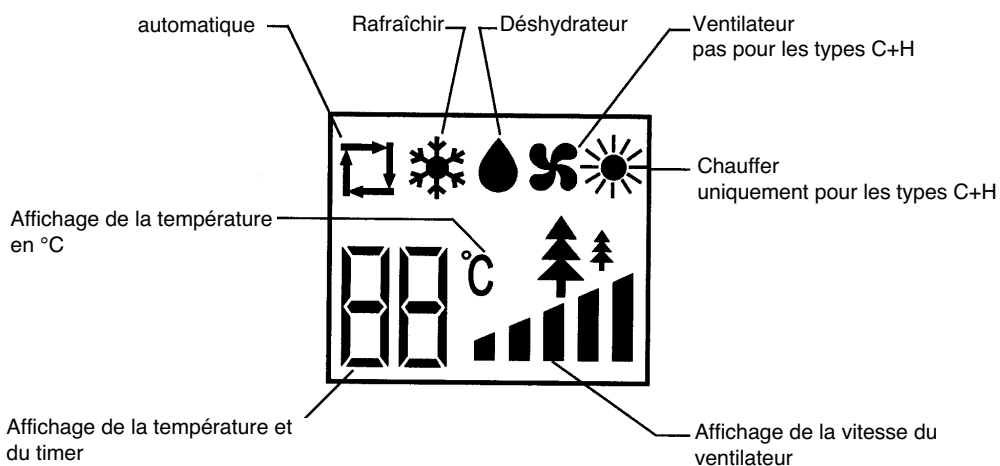 automatique
Rafraîchir
Déshydrateur
Ventilateur
pas pour les types C+H
Chauffer
uniquement pour les types C+H
Affichage de la température
en °C
°C
88
Affichage de la température et
du timer
Affichage de la vitesse du
ventilateur